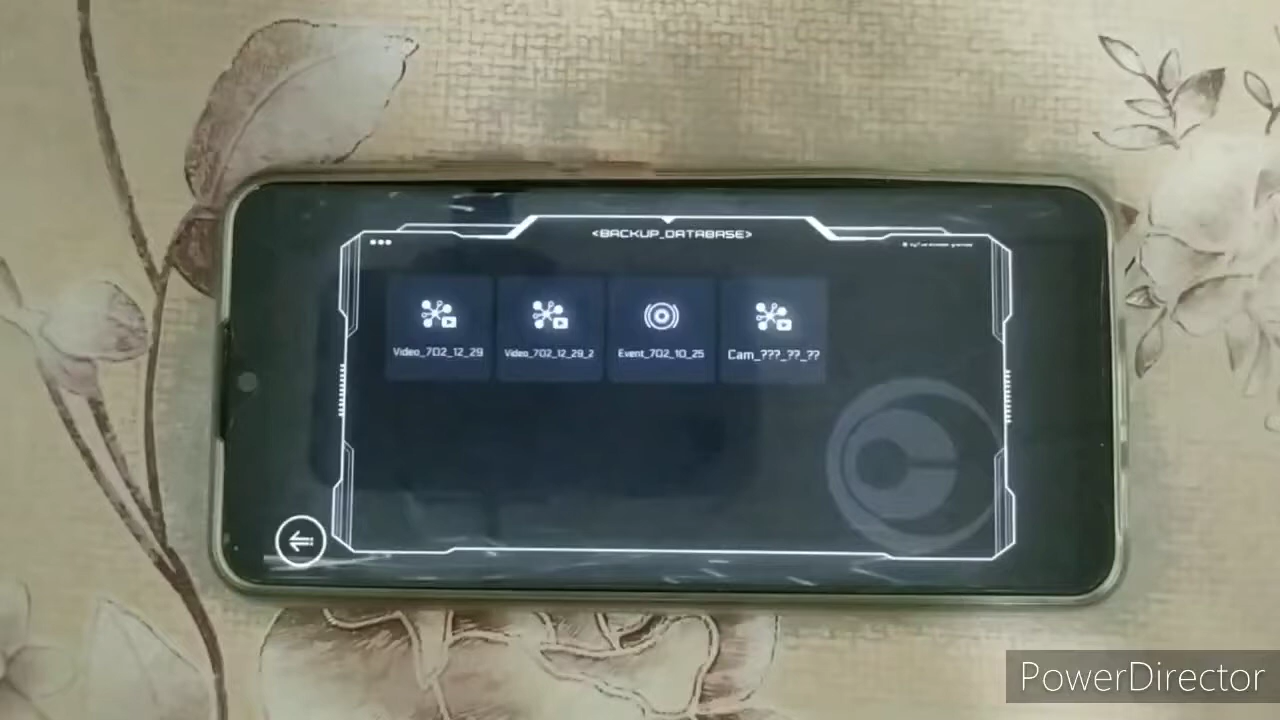 <BACKUP_DATABASE>
Video_702_12_29
Video_702_12_29_2
Event_702_10_25
Cam_???_??_??
PowerDirector